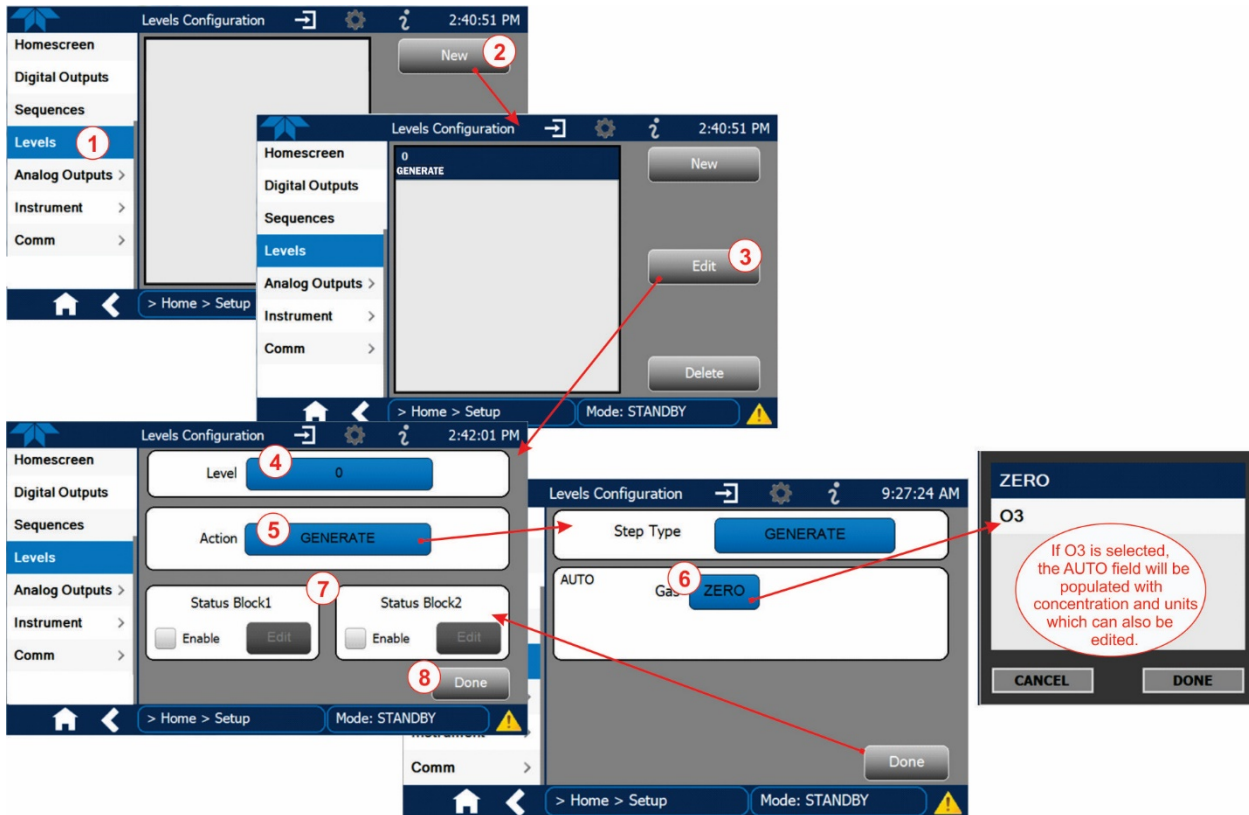 Levels Configuration
2:40:51 PM
Homescreen
Digital Outputs
Sequences
Levels
1
Analog Outputs >
Instrument >
Comm >
New
2
> Home > Setup
Levels Configuration
2:40:51 PM
Homescreen
Digital Outputs
Sequences
Levels
Analog Outputs >
Instrument >
Comm >
0
GENERATE
New
Edit
3
Delete
> Home > Setup
Mode: STANDBY
Levels Configuration
2:42:01 PM
Homescreen
Digital Outputs
Sequences
Levels
Analog Outputs >
Instrument >
Comm >
Level
4
0
Action
5
GENERATE
7
Status Block1
Enable
Edit
Status Block2
Enable
Edit
8
Done
> Home > Setup
Mode: STANDBY
Levels Configuration
9:27:24 AM
Step Type
GENERATE
AUTO
6
Gas
ZERO
Comm >
Done
> Home > Setup
Mode: STANDBY
ZERO
O3
If O3 is selected,
the AUTO field will be
populated with
concentration and units
which can also be
edited.
CANCEL
DONE